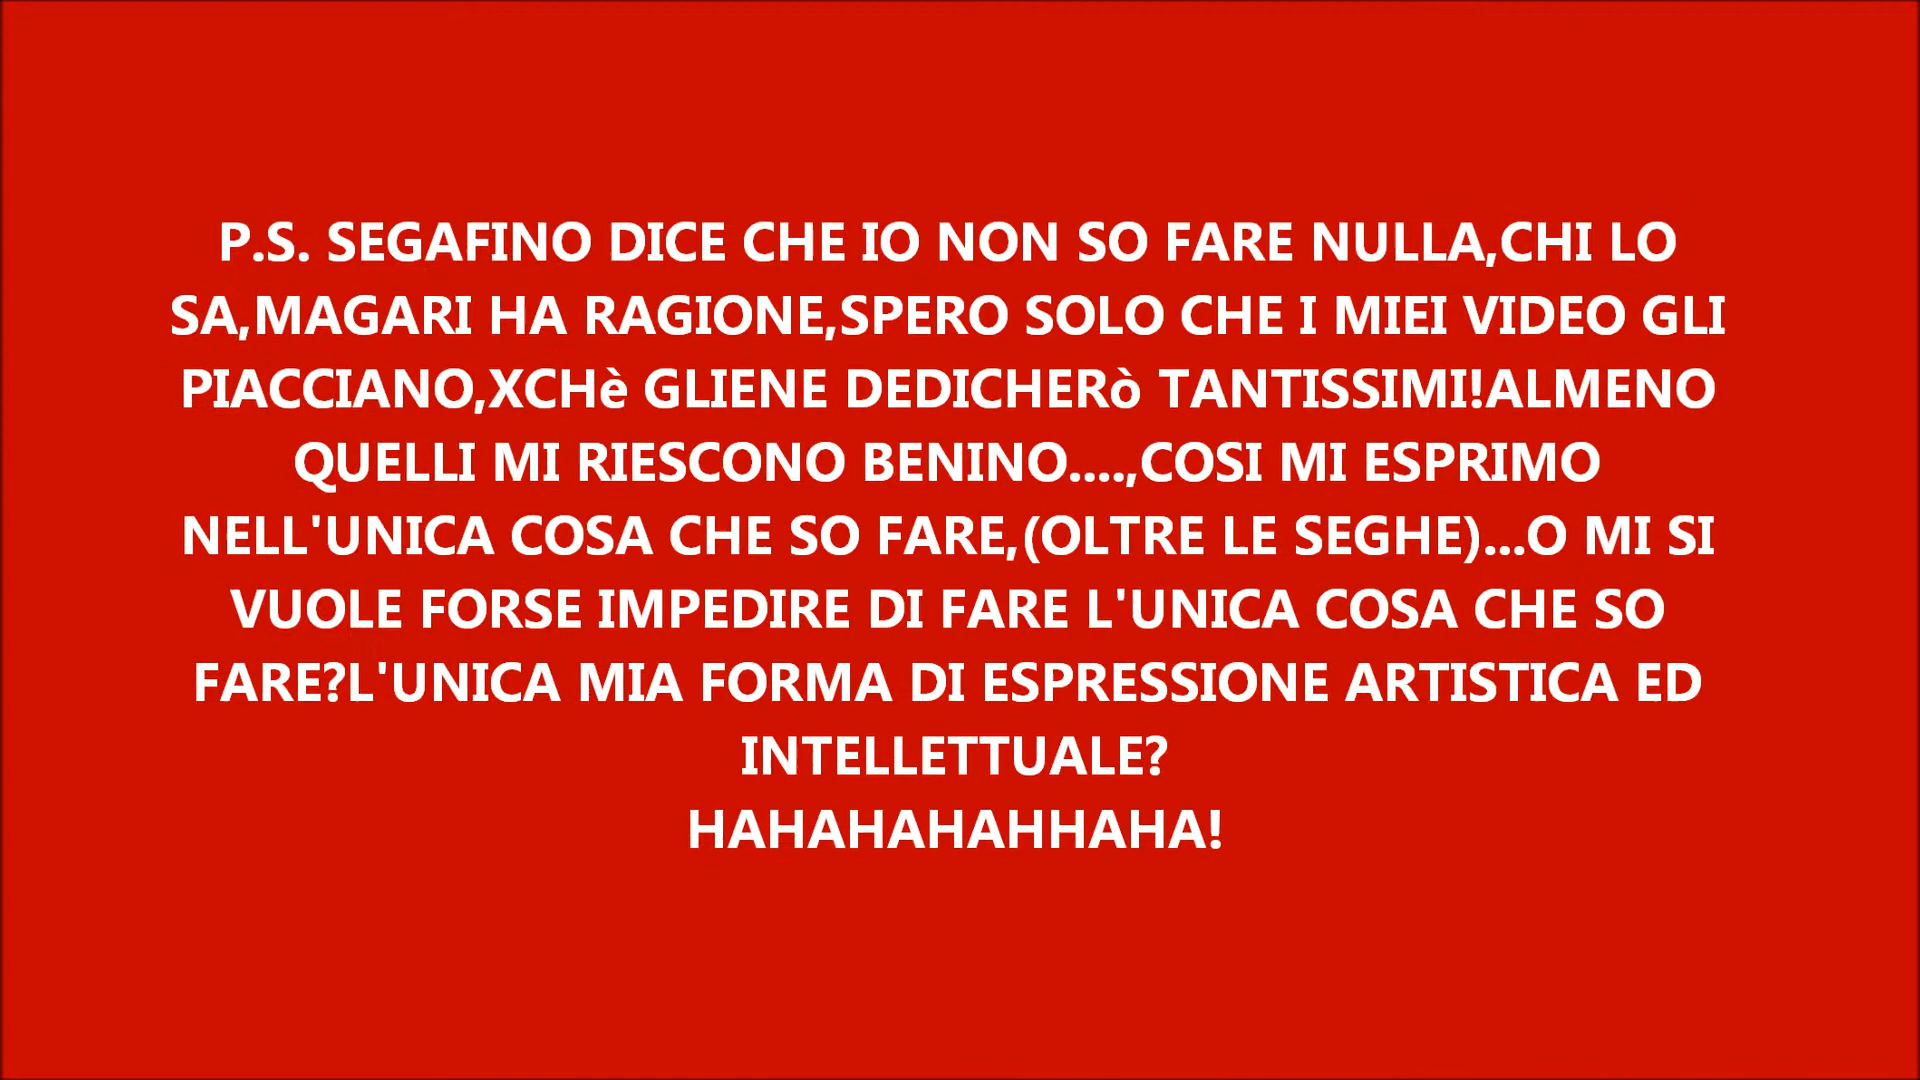 P.S. SEGAFINO DICE CHE IO NON SO FARE NULLA,CHI LO
SA,MAGARI HA RAGIONE,SPERO SOLO CHE I MIEI VIDEO GLI
PIACCIANO,XCHè GLIENE DEDICHERò TANTISSIMI!ALMENO
QUELLI MI RIESCONO BENINO....,COSI MI ESPRIMO
NELL'UNICA COSA CHE SO FARE,(OLTRE LE SEGHE)...O MI SI
VUOLE FORSE IMPEDIRE DI FARE L'UNICA COSA CHE SO
FARE?L'UNICA MIA FORMA DI ESPRESSIONE ARTISTICA ED
INTELLETTUALE?
HAHAHAHAHHAHA!